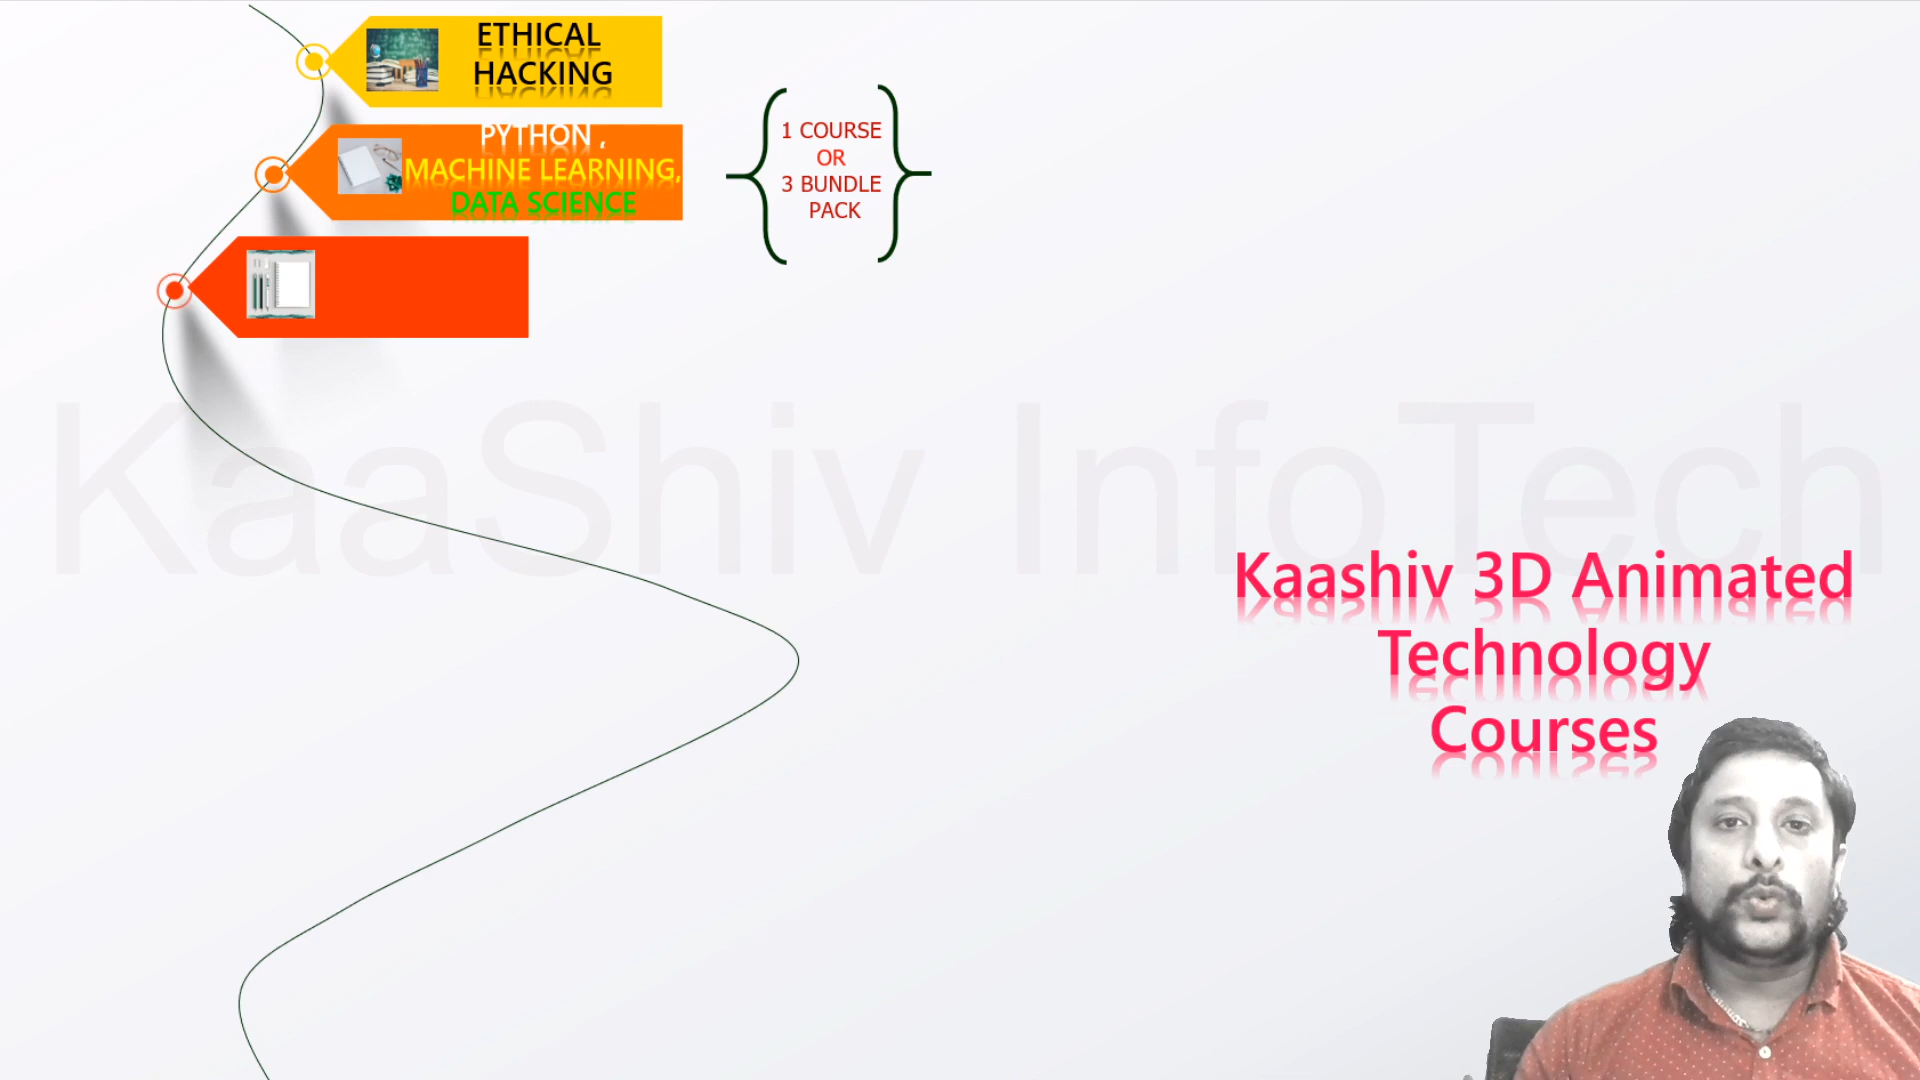 ETHICAL
HACKING
PYTHON ,
MACHINE LEARNING,
DATA SCIENCE
1 COURSE
OR
3 BUNDLE
PACK
KaaShiv InfoTech
Kaashiv 3D Animated
Technology
Courses